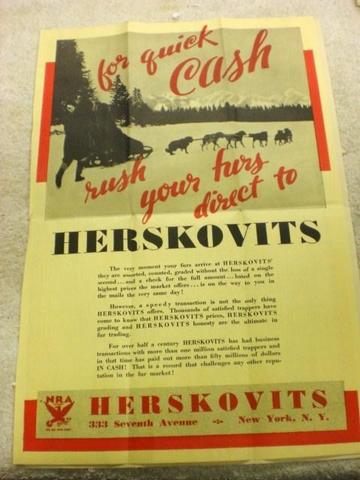 for quick
Cash
rush your furs
direct to
HERSKOVITS
The very moment your furs arrive at HERSKOVITS'
they are assorted, counted, graded without the loss of a single
second...and a check for the full amount...based on the
highest prices the market offers...is on the way to you in
the mails the very same day!
However, a speedy transaction is not the only thing
HERSKOVITS offers. Thousands of satisfied trappers have
come to know that HERSKOVITS prices, HERSKOVITS
grading and HERSKOVITS honesty are the ultimate in
fur trading.
For over half a century HERSKOVITS has had business
transactions with more than one million satisfied trappers and
in that time has paid out more than fifty millions of dollars
IN CASH! That is a record that challenges any other repu-
tation in the fur market!
NRA
WE DO OUR PART
HERSKOVITS
333 Seventh Avenue New York, N. Y.